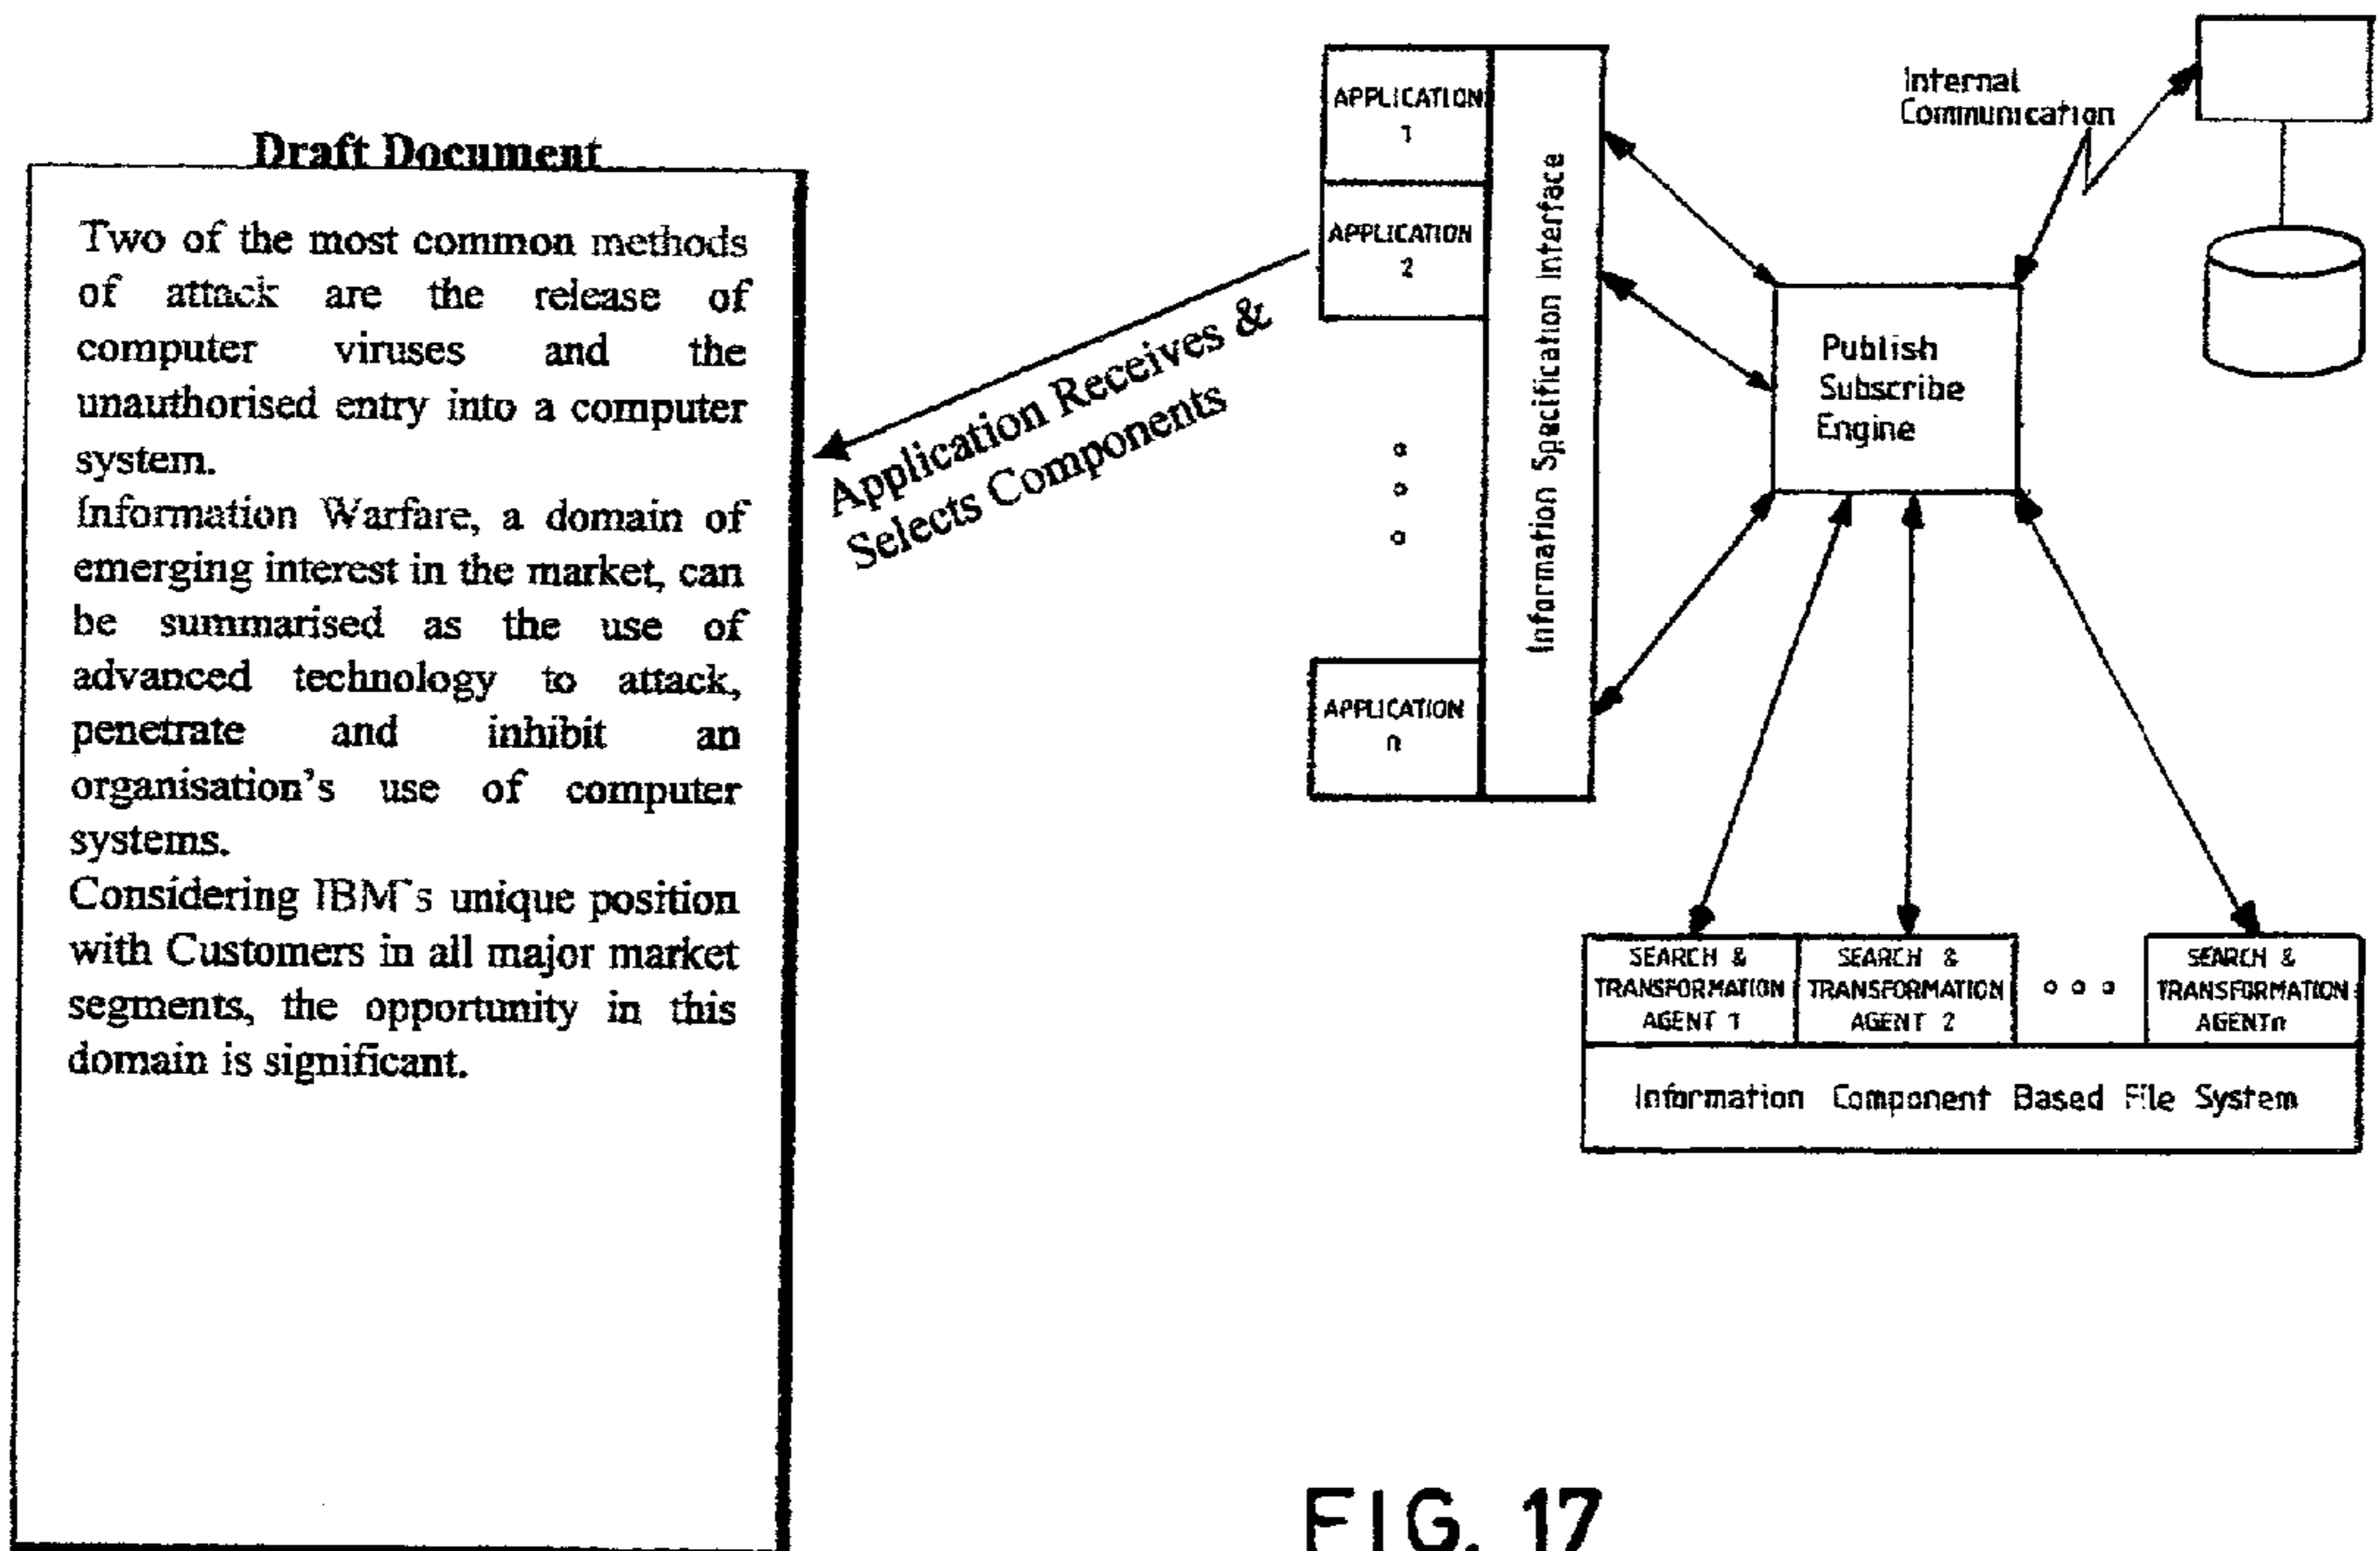 Draft Document
Two of the most common methods
of attack are the release of
computer viruses and the
unauthorised entry into a computer
system.
Information Warfare, a domain of
emerging interest in the market, can
be summarised as the use of
advanced technology to attack,
penetrate and inhibit an
organisation's use of computer
systems.
Considering IBM's unique position
with Customers in all major market
segments, the opportunity in this
domain is significant.
Application Receives &
Selects Components
APPLICATION
1
APPLICATION
2
APPLICATION
n
Information Specification Interface
Internal
Communication
Publish
Subscribe
Engine
SEARCH &
TRANSFORMATION
AGENT 1
SEARCH &
TRANSFORMATION
AGENT 2
SEARCH &
TRANSFORMATION
AGENTn
Information Component Based File System
FIG. 17